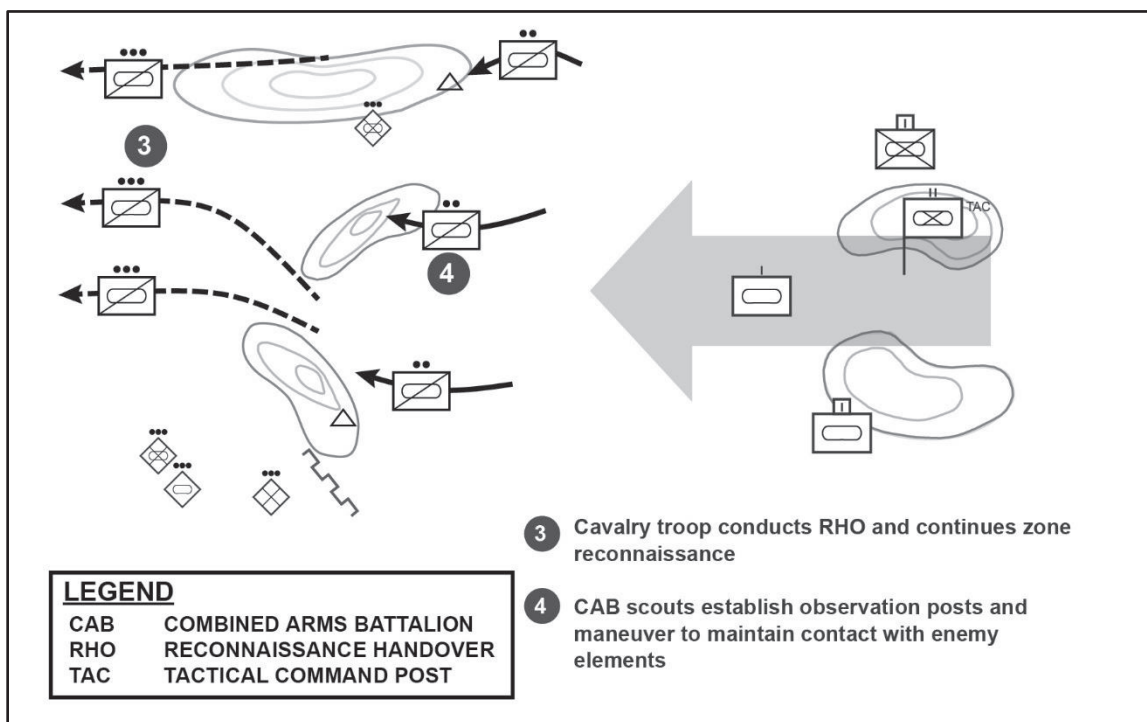 3
4
TAC
3 Cavalry troop conducts RHO and continues zone
reconnaissance
4 CAB scouts establish observation posts and
maneuver to maintain contact with enemy
elements
LEGEND
CAB COMBINED ARMS BATTALION
RHO RECONNAISSANCE HANDOVER
TAC TACTICAL COMMAND POST